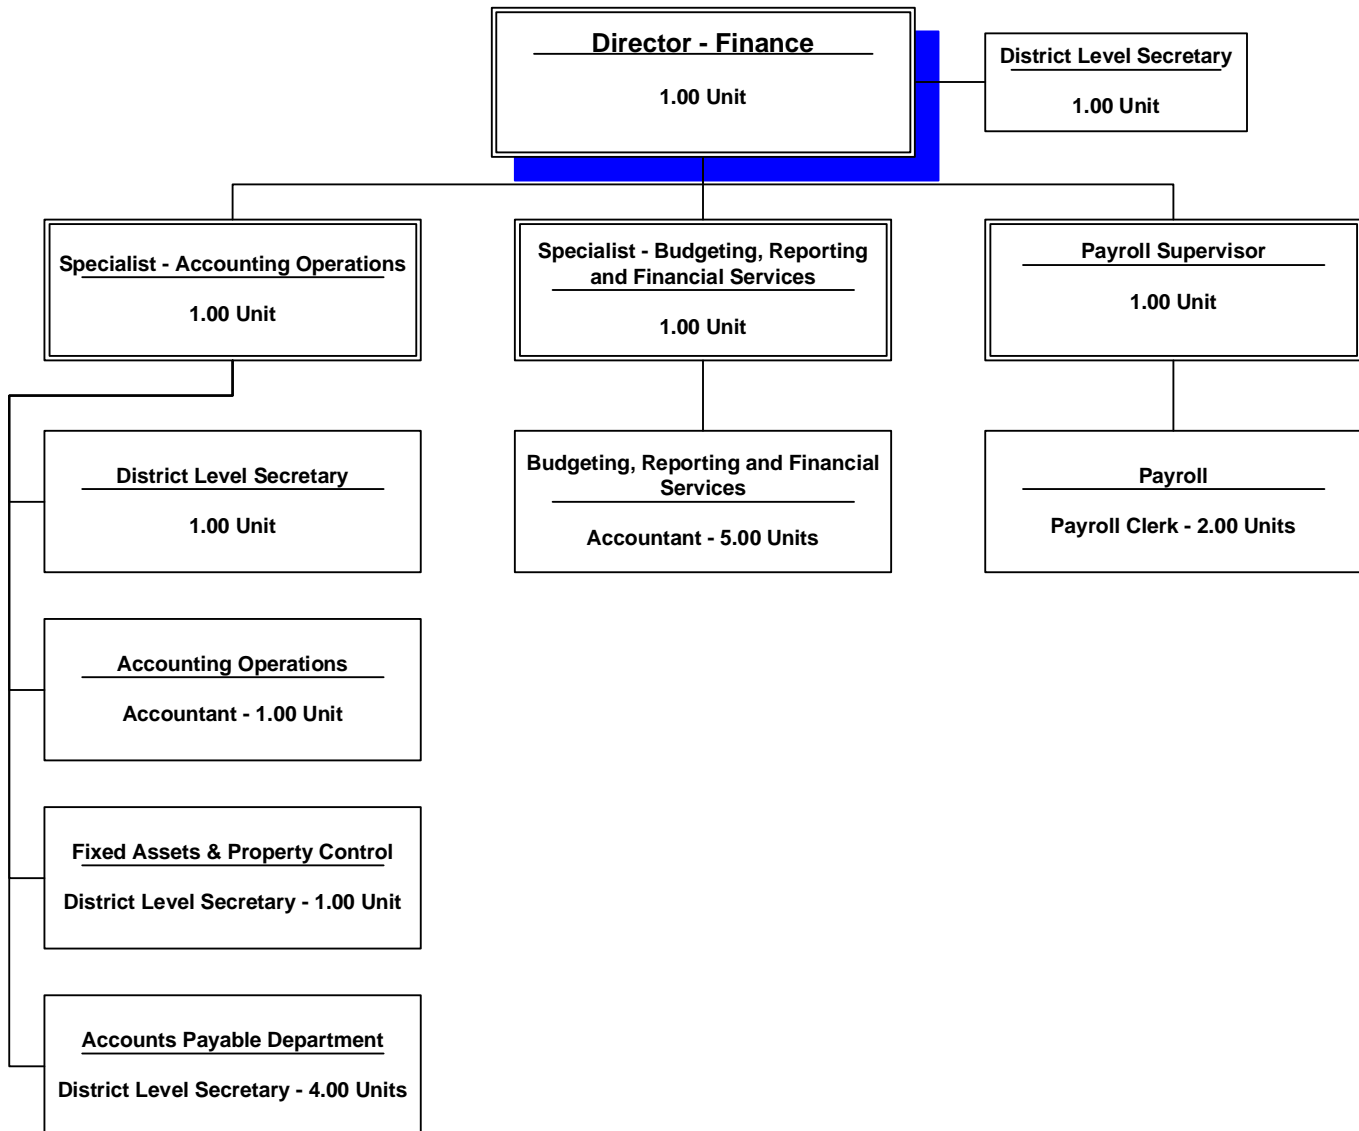 Director - Finance
1.00 Unit
District Level Secretary
1.00 Unit
Specialist - Accounting Operations
1.00 Unit
Specialist - Budgeting, Reporting
and Financial Services
1.00 Unit
Payroll Supervisor
1.00 Unit
District Level Secretary
1.00 Unit
Budgeting, Reporting and Financial
Services
Accountant - 5.00 Units
Payroll
Payroll Clerk - 2.00 Units
Accounting Operations
Accountant - 1.00 Unit
Fixed Assets & Property Control
District Level Secretary - 1.00 Unit
Accounts Payable Department
District Level Secretary - 4.00 Units